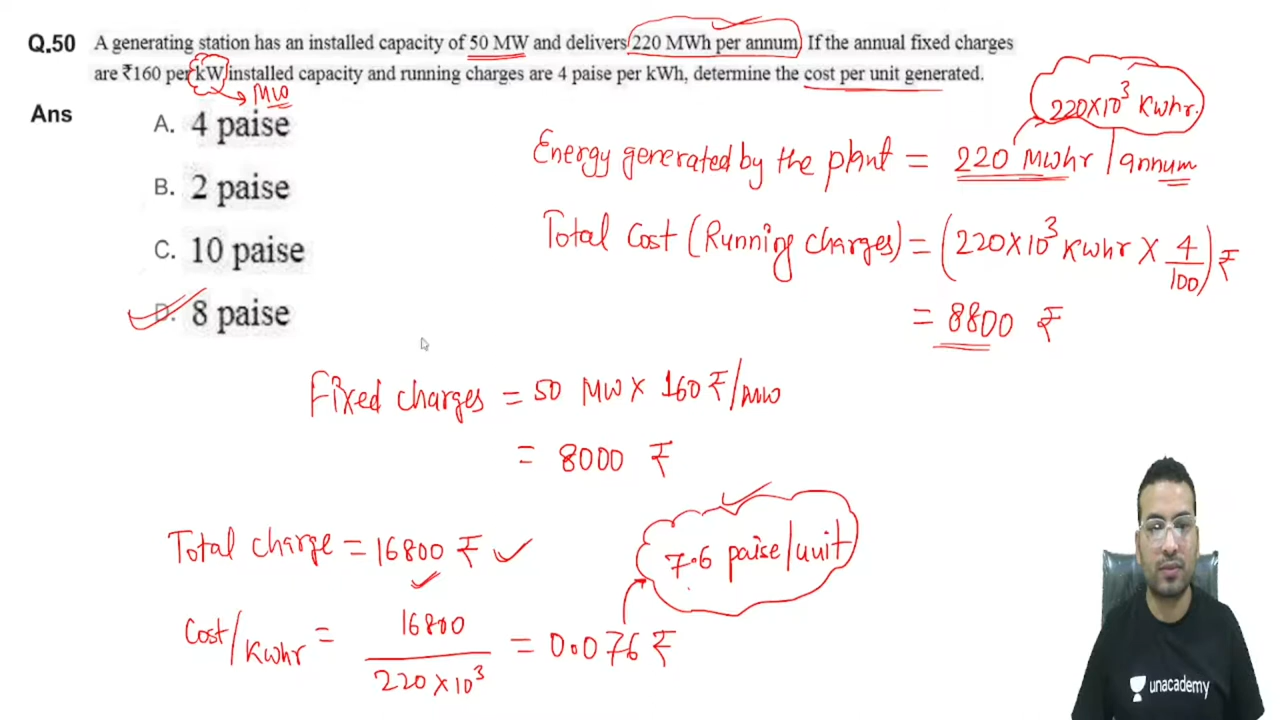 Q.50 A generating station has an installed capacity of 50 MW and delivers 220 MWh per annum. If the annual fixed charges
are ₹160 per kW installed capacity and running charges are 4 paise per kWh, determine the cost per unit generated.
MW
Ans
A. 4 paise
B. 2 paise
C. 10 paise
D. 8 paise
220×10³ Kwhr.
Energy generated by the plant = 220 MWhr/annum
Total Cost (Running charges) = (220×10³ Kwhr × 4/100) ₹
= 8800 ₹
Fixed charges = 50 MW × 160 ₹/MW
= 8000 ₹
Total charge = 16800 ₹
7.6 paise/unit
Cost/Kwhr = 16800/220×10³ = 0.076 ₹
unacademy